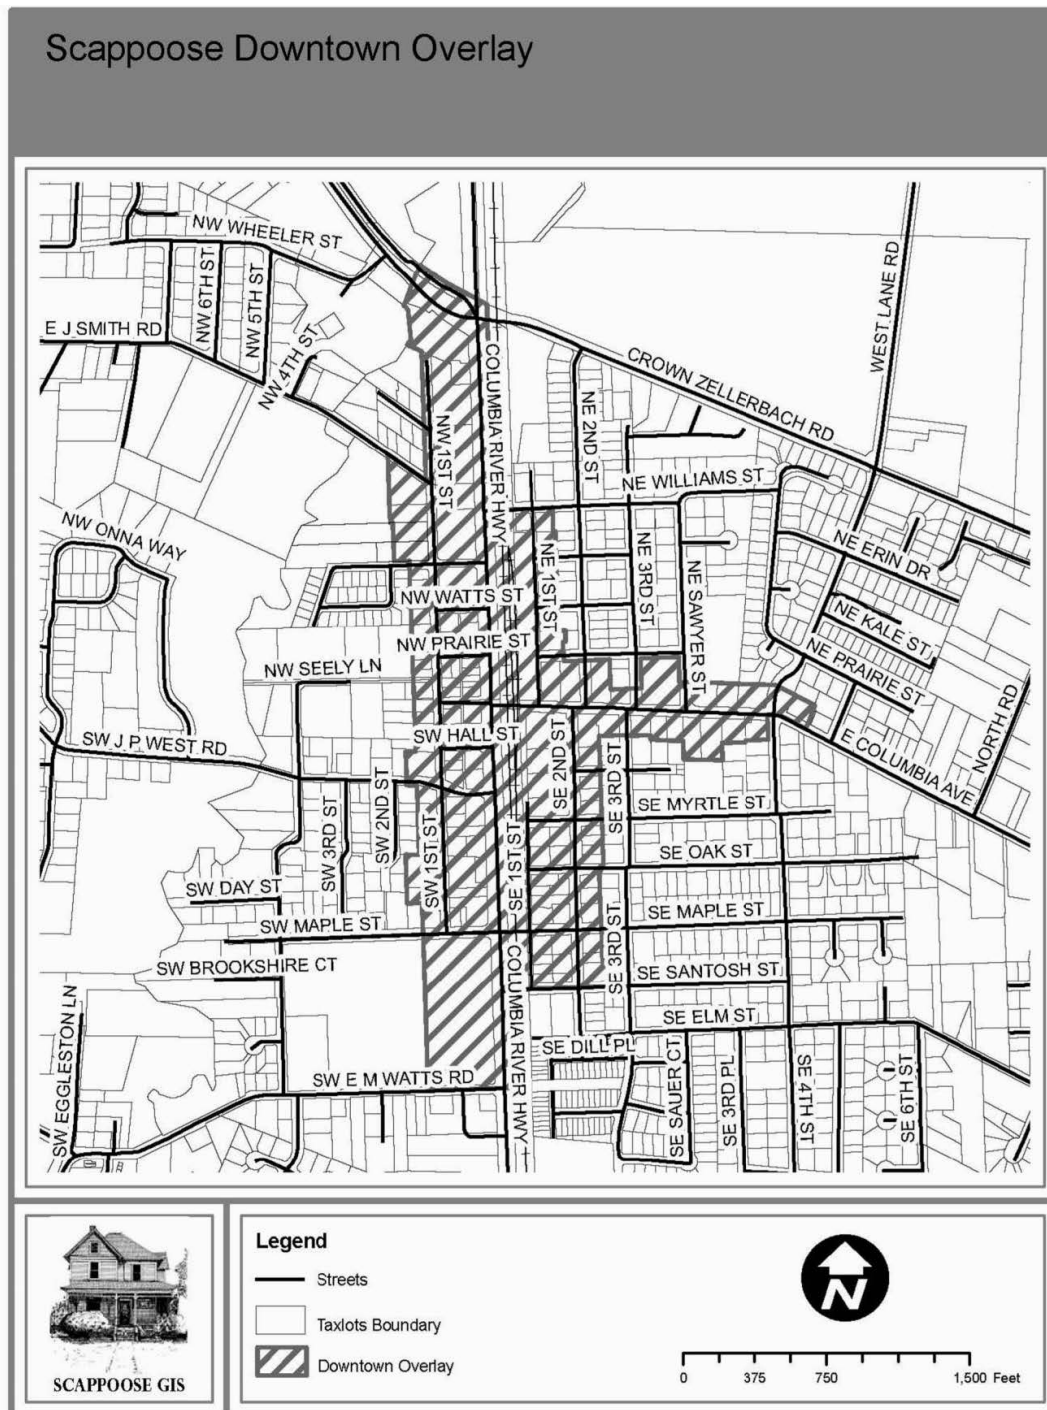 Scappoose Downtown Overlay
NW WHEELER ST
NW 6TH ST
NW 5TH ST
E J SMITH RD
NW 4TH ST
WEST LANE RD
CROWN ZELLERBACH RD
COLUMBIA RIVER HWY
NW 1ST ST
NE 2ND ST
NE WILLIAMS ST
NW ONNA WAY
NE ERIN DR
NE 1ST ST
NE 3RD ST
NE SAWYER ST
NW WATTS ST
NE KALE ST
NW PRAIRIE ST
NE PRAIRIE ST
NW SEELY LN
NORTH RD
SW J P WEST RD
SW HALL ST
E COLUMBIA AVE
SE 2ND ST
SE 3RD ST
SW 2ND ST
SW 3RD ST
SE MYRTLE ST
SW 1ST ST
SE 1ST ST
SE OAK ST
SW DAY ST
SW MAPLE ST
SE MAPLE ST
SW BROOKSHIRE CT
SE 3RD ST
SE SANTOSH ST
SW EGGLESTON LN
COLUMBIA RIVER HWY
SE ELM ST
SE DILL PL
SW E M WATTS RD
SE SAUER CT
SE 3RD PL
SE 4TH ST
SE 6TH ST
SCAPPOOSE GIS
Legend
Streets
Taxlots Boundary
Downtown Overlay
N
0 375 750 1,500 Feet